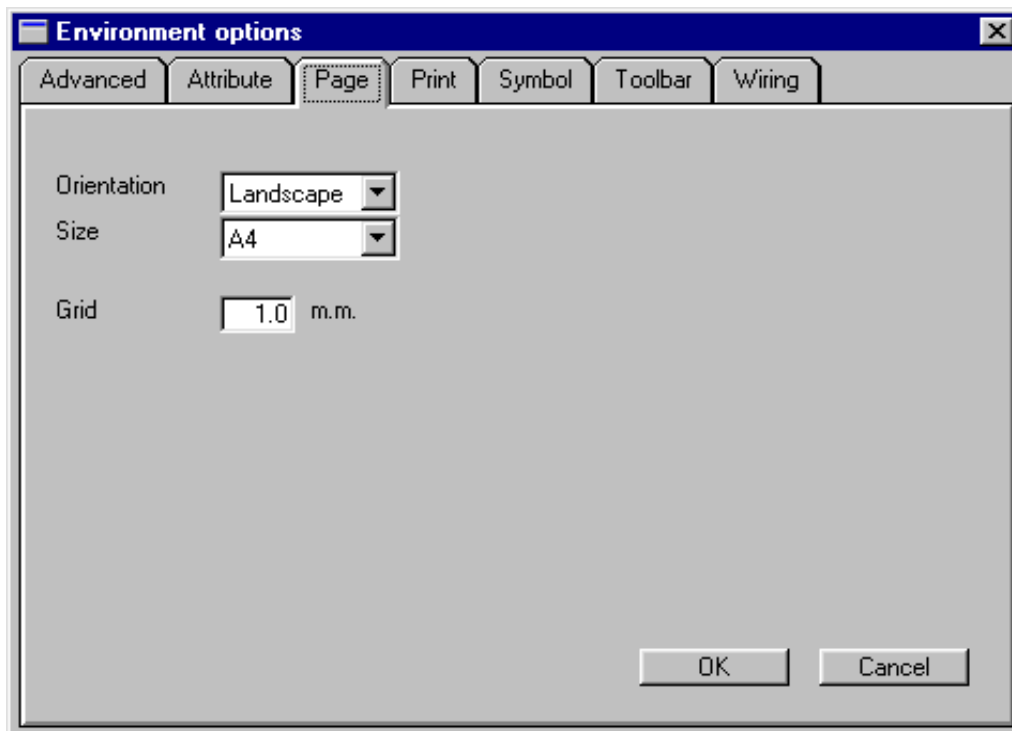 Environment options
Advanced Attribute Page Print Symbol Toolbar Wiring
Orientation Landscape
Size A4
Grid 1.0 m.m.
OK Cancel